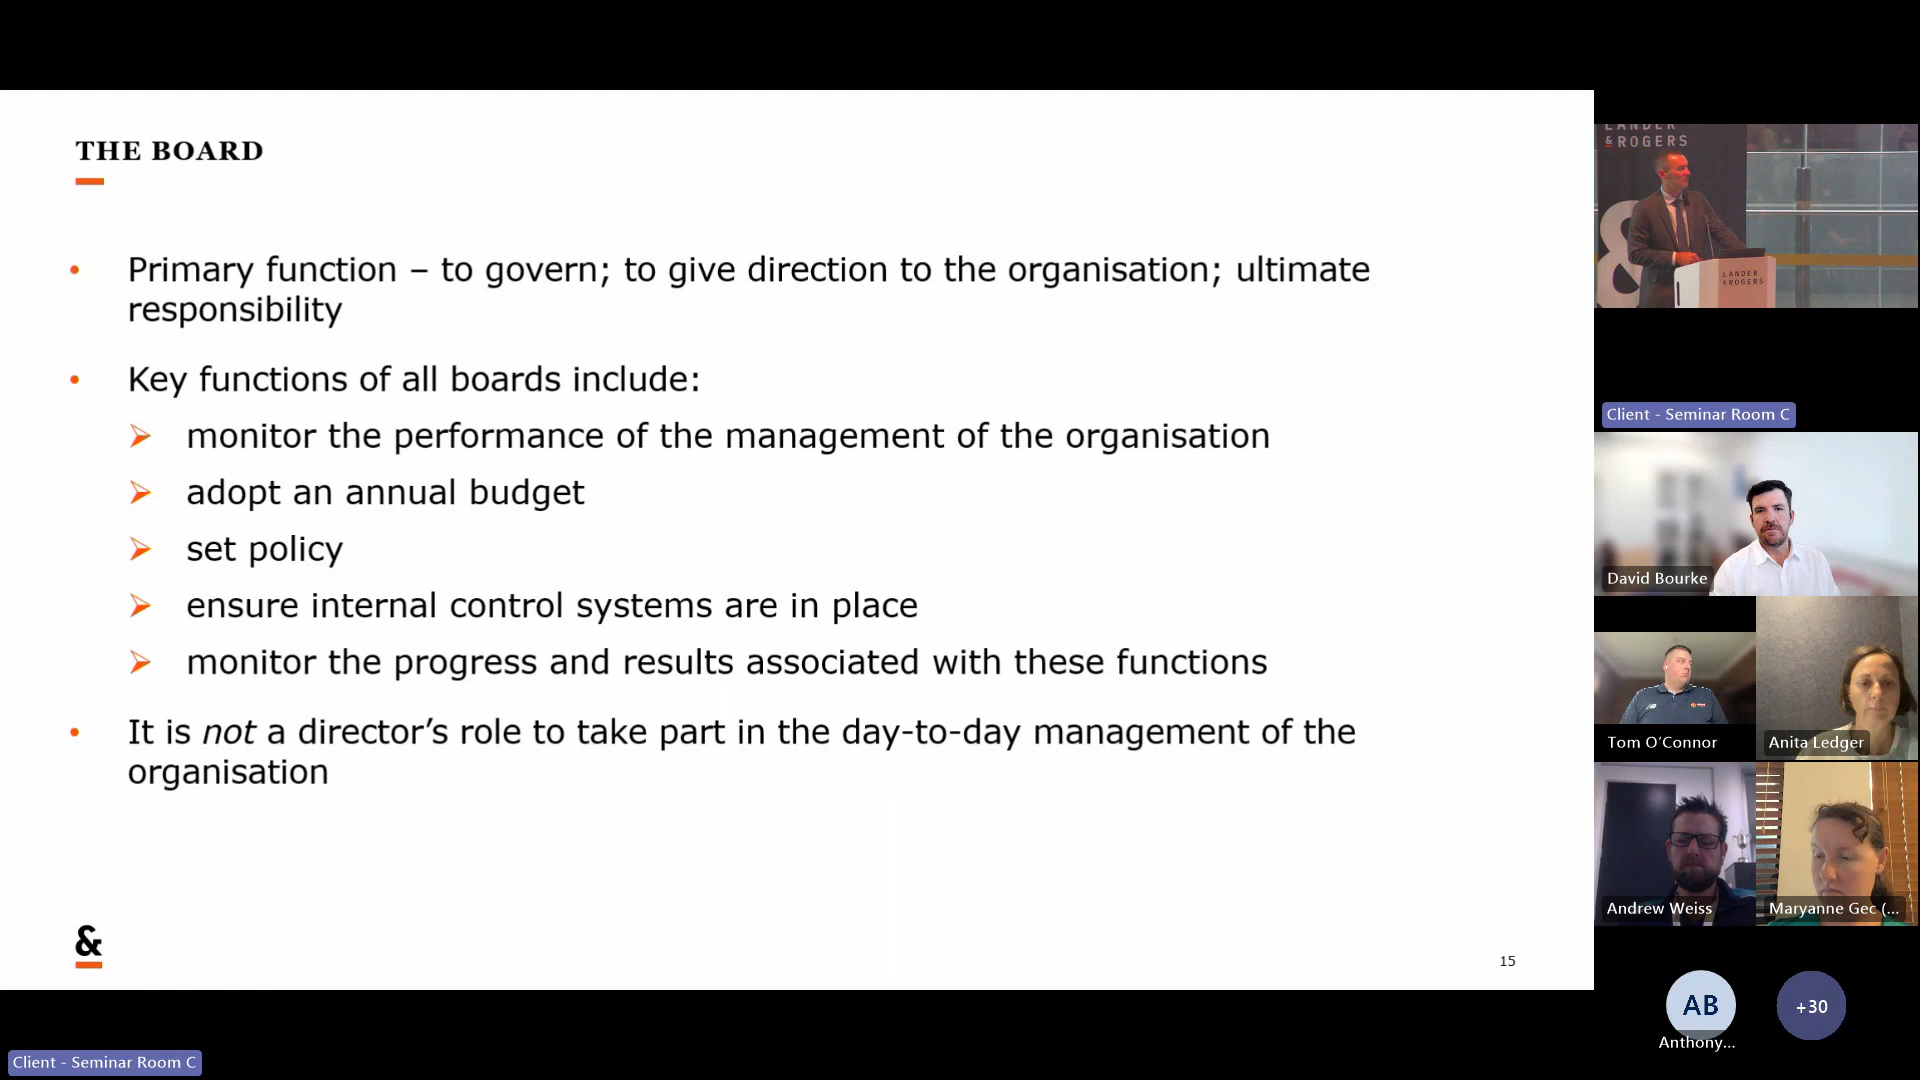 THE BOARD
• Primary function – to govern; to give direction to the organisation; ultimate
responsibility
• Key functions of all boards include:
➢ monitor the performance of the management of the organisation
➢ adopt an annual budget
➢ set policy
➢ ensure internal control systems are in place
➢ monitor the progress and results associated with these functions
• It is not a director’s role to take part in the day-to-day management of the
organisation
&
15
Client - Seminar Room C
LANDER
& ROGERS
&
LANDER
& ROGERS
Client - Seminar Room C
David Bourke
Tom O’Connor
Anita Ledger
Andrew Weiss
Maryanne Gec (...
AB
Anthony...
+30